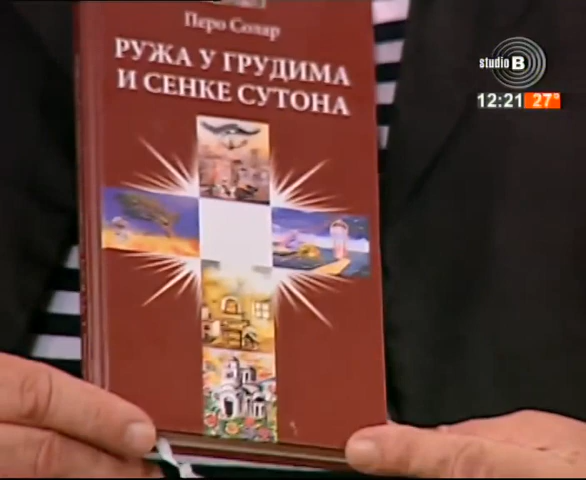 Перо Солар
РУЖА У ГРУДИМА
И СЕНКЕ СУТОНА
studio B
12:21 27°